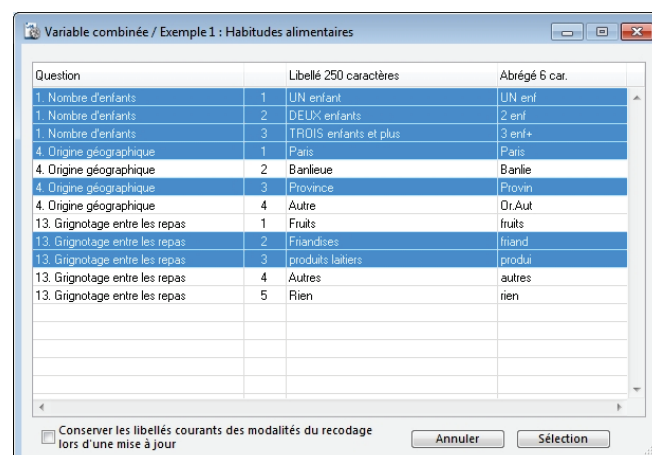 Variable combinée / Exemple 1 : Habitudes alimentaires
Question Libellé 250 caractères Abrégé 6 car.
1. Nombre d'enfants 1 UN enfant UN enf
1. Nombre d'enfants 2 DEUX enfants 2 enf
1. Nombre d'enfants 3 TROIS enfants et plus 3 enf+
4. Origine géographique 1 Paris Paris
4. Origine géographique 2 Banlieue Banlie
4. Origine géographique 3 Province Provin
4. Origine géographique 4 Autre Or.Aut
13. Grignotage entre les repas 1 Fruits fruits
13. Grignotage entre les repas 2 Friandises friand
13. Grignotage entre les repas 3 produits laitiers produi
13. Grignotage entre les repas 4 Autres autres
13. Grignotage entre les repas 5 Rien rien
Conserver les libellés courants des modalités du recodage
lors d'une mise à jour
Annuler Sélection